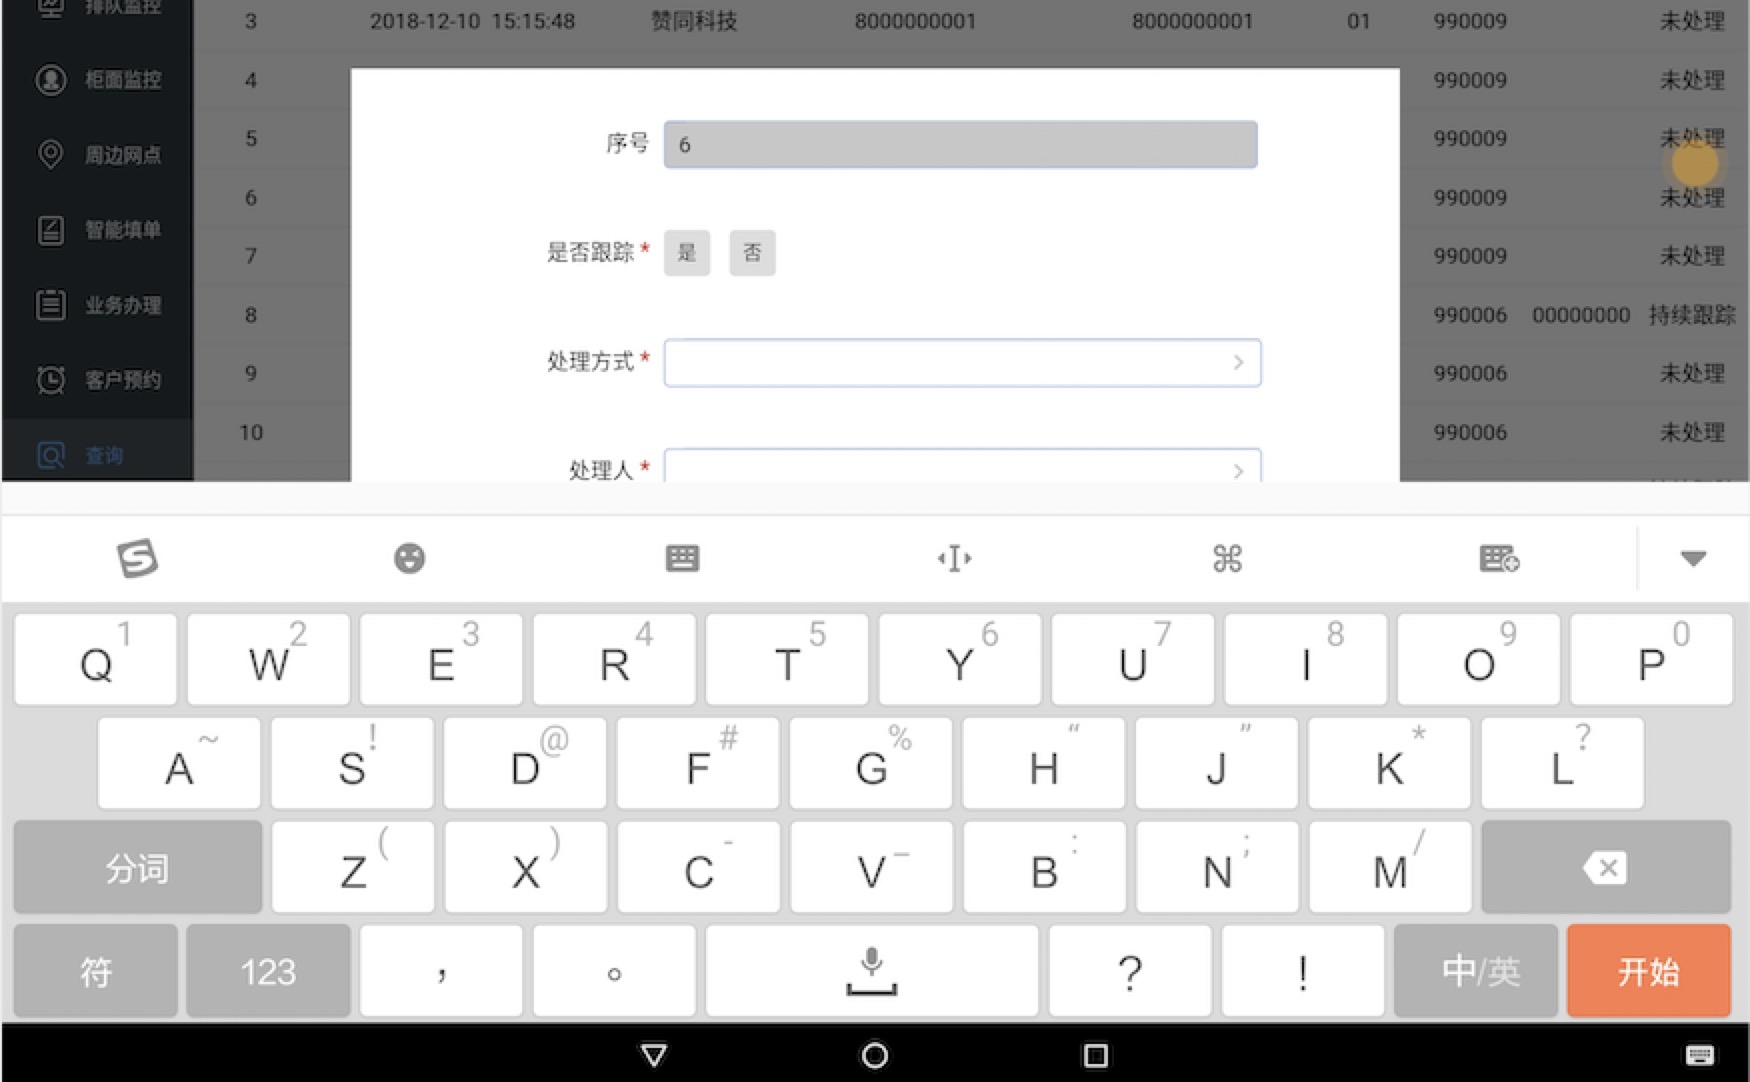 排队监控
3 2018-12-10 15:15:48 赞同科技 8000000001 8000000001 01 990009 未处理
柜面监控 4 990009 未处理
周边网点 5 序号 6 990009 未处理
智能填单 6 990009 未处理
7 是否跟踪* 是 否 990009 未处理
业务办理 8 990006 00000000 持续跟踪
客户预约 9 处理方式* 990006 未处理
10 990006 未处理
查询 处理人*
Q 1 W 2 E 3 R 4 T 5 Y 6 U 7 I 8 O 9 P 0
A ~ S ! D @ F # G % H “ J ” K * L ?
分词 Z ( X ) C - V _ B : N ; M /
符 123 ， 。 ? ! 中/英 开始